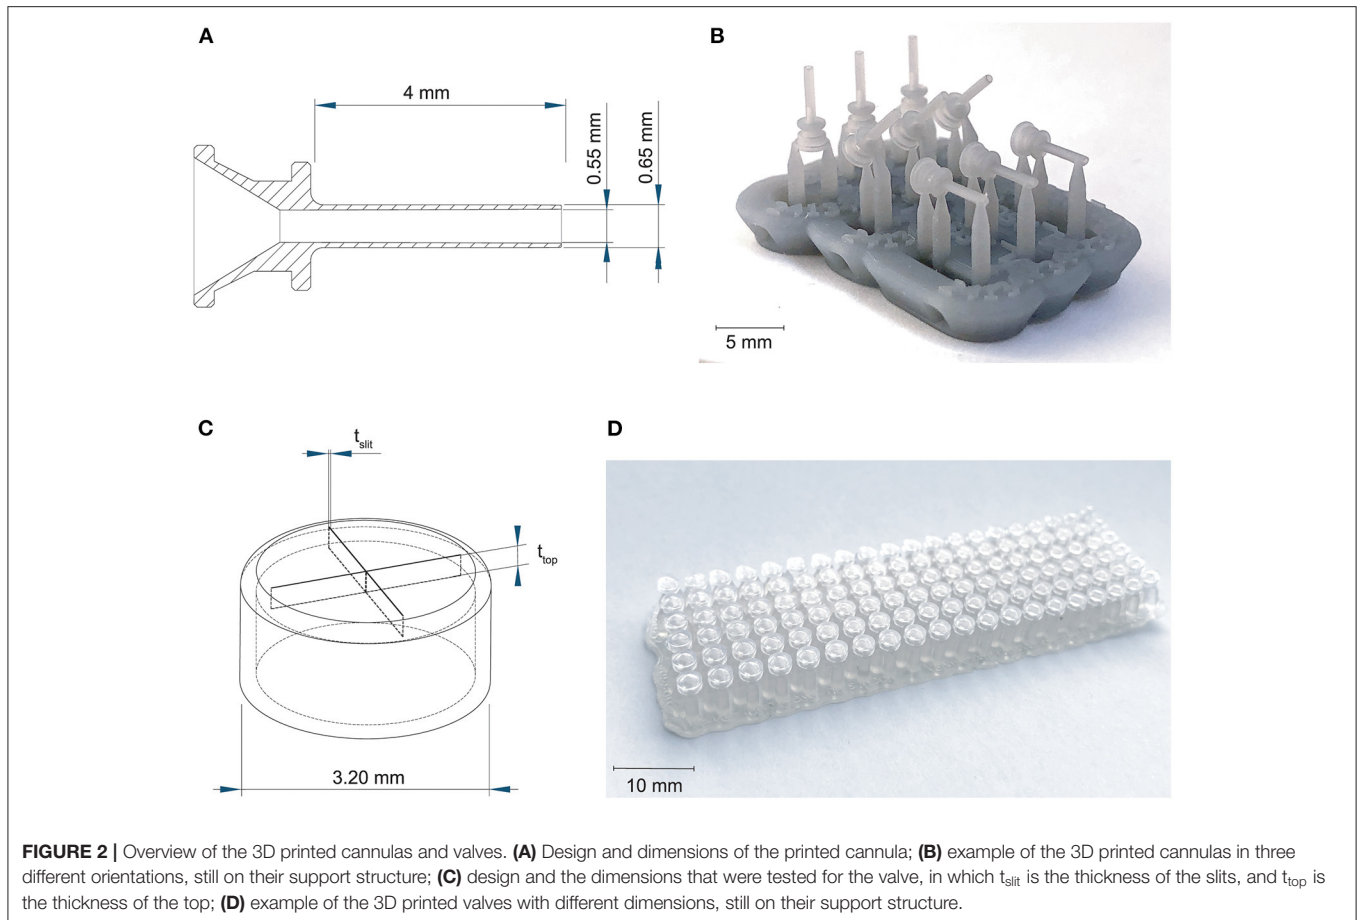 A
4 mm
0.55 mm
0.65 mm
B
5 mm
C
t_slit
t_top
3.20 mm
D
10 mm
FIGURE 2 | Overview of the 3D printed cannulas and valves. (A) Design and dimensions of the printed cannula; (B) example of the 3D printed cannulas in three
different orientations, still on their support structure; (C) design and the dimensions that were tested for the valve, in which t_slit is the thickness of the slits, and t_top is
the thickness of the top; (D) example of the 3D printed valves with different dimensions, still on their support structure.